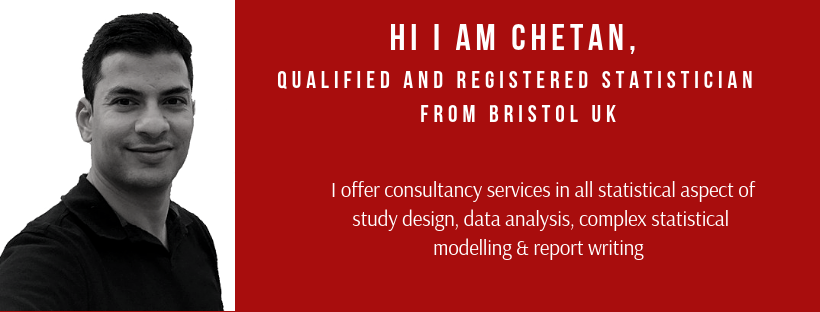 HI I AM CHETAN,
QUALIFIED AND REGISTERED STATISTICIAN
FROM BRISTOL UK
I offer consultancy services in all statistical aspect of
study design, data analysis, complex statistical
modelling & report writing